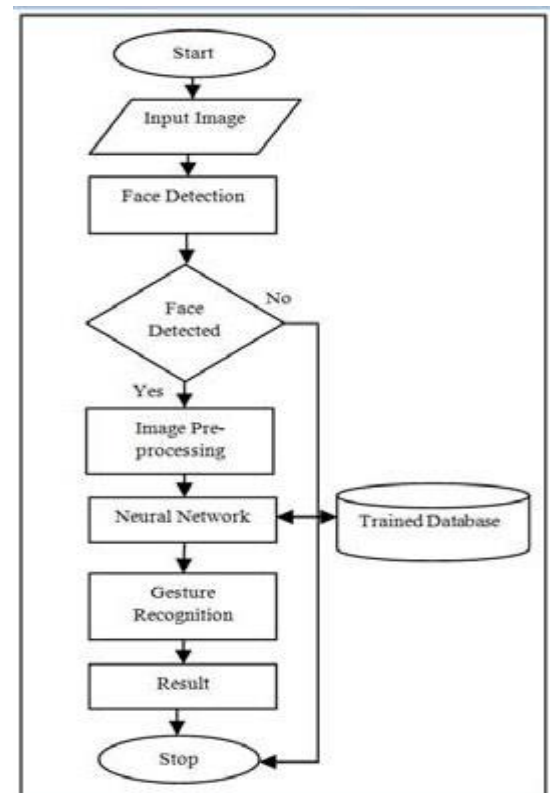 Start
Input Image
Face Detection
Face
Detected
No
Yes
Image Pre-
processing
Neural Network
Trained Database
Gesture
Recognition
Result
Stop